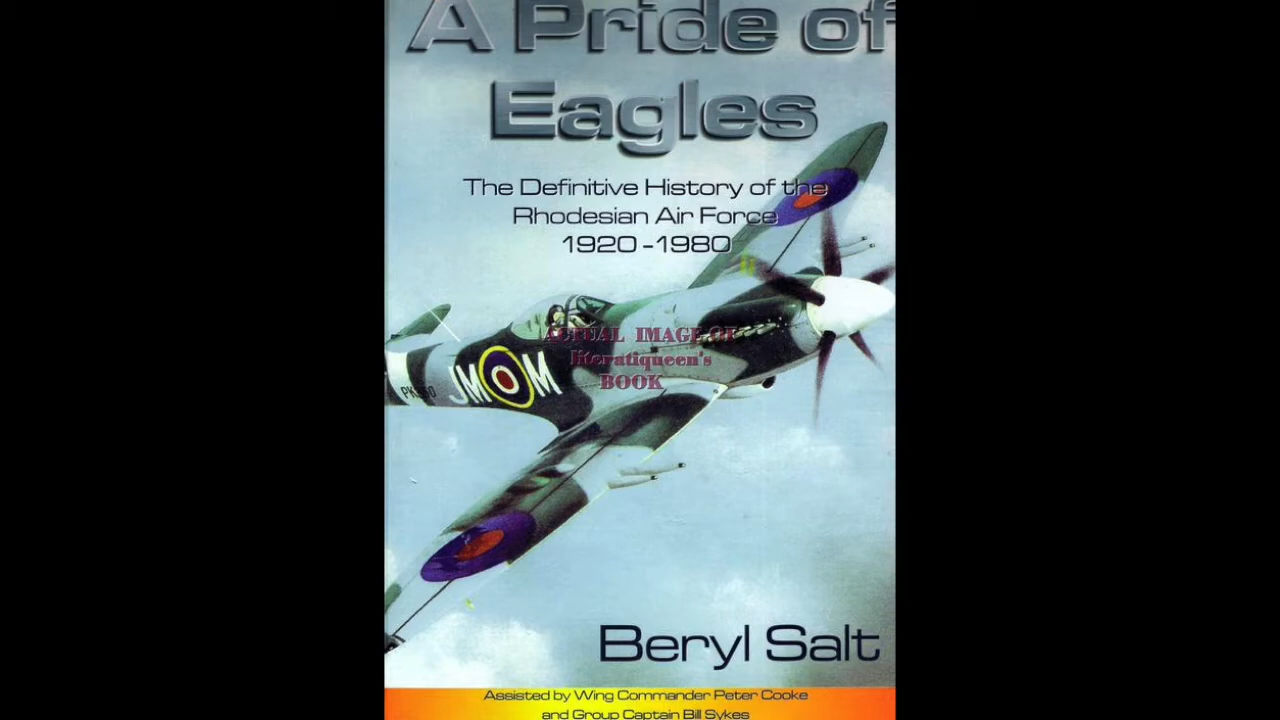 A Pride of
Eagles
The Definitive History of the
Rhodesian Air Force
1920-1980
ACTUAL IMAGE OF
literatiqueen's
BOOK
JM M
Beryl Salt
Assisted by Wing Commander Peter Cooke
and Group Captain Bill Sykes